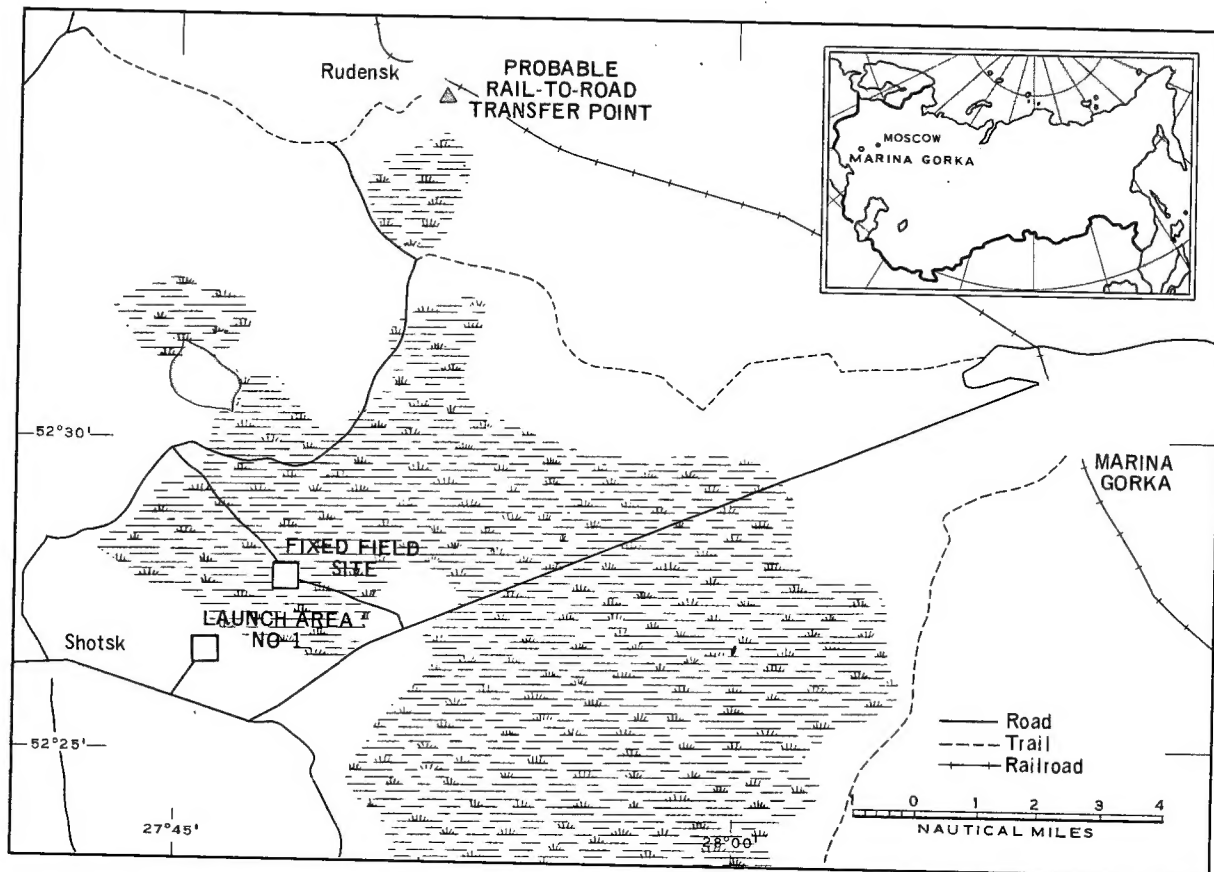 Rudensk
PROBABLE
RAIL-TO-ROAD
TRANSFER POINT
MOSCOW
MARINA GORKA
52°30'
MARINA
GORKA
FIXED FIELD
SITE
LAUNCH AREA
NO 1
Shotsk
52°25'
Road
Trail
Railroad
0 1 2 3 4
NAUTICAL MILES
27°45'
28°00'